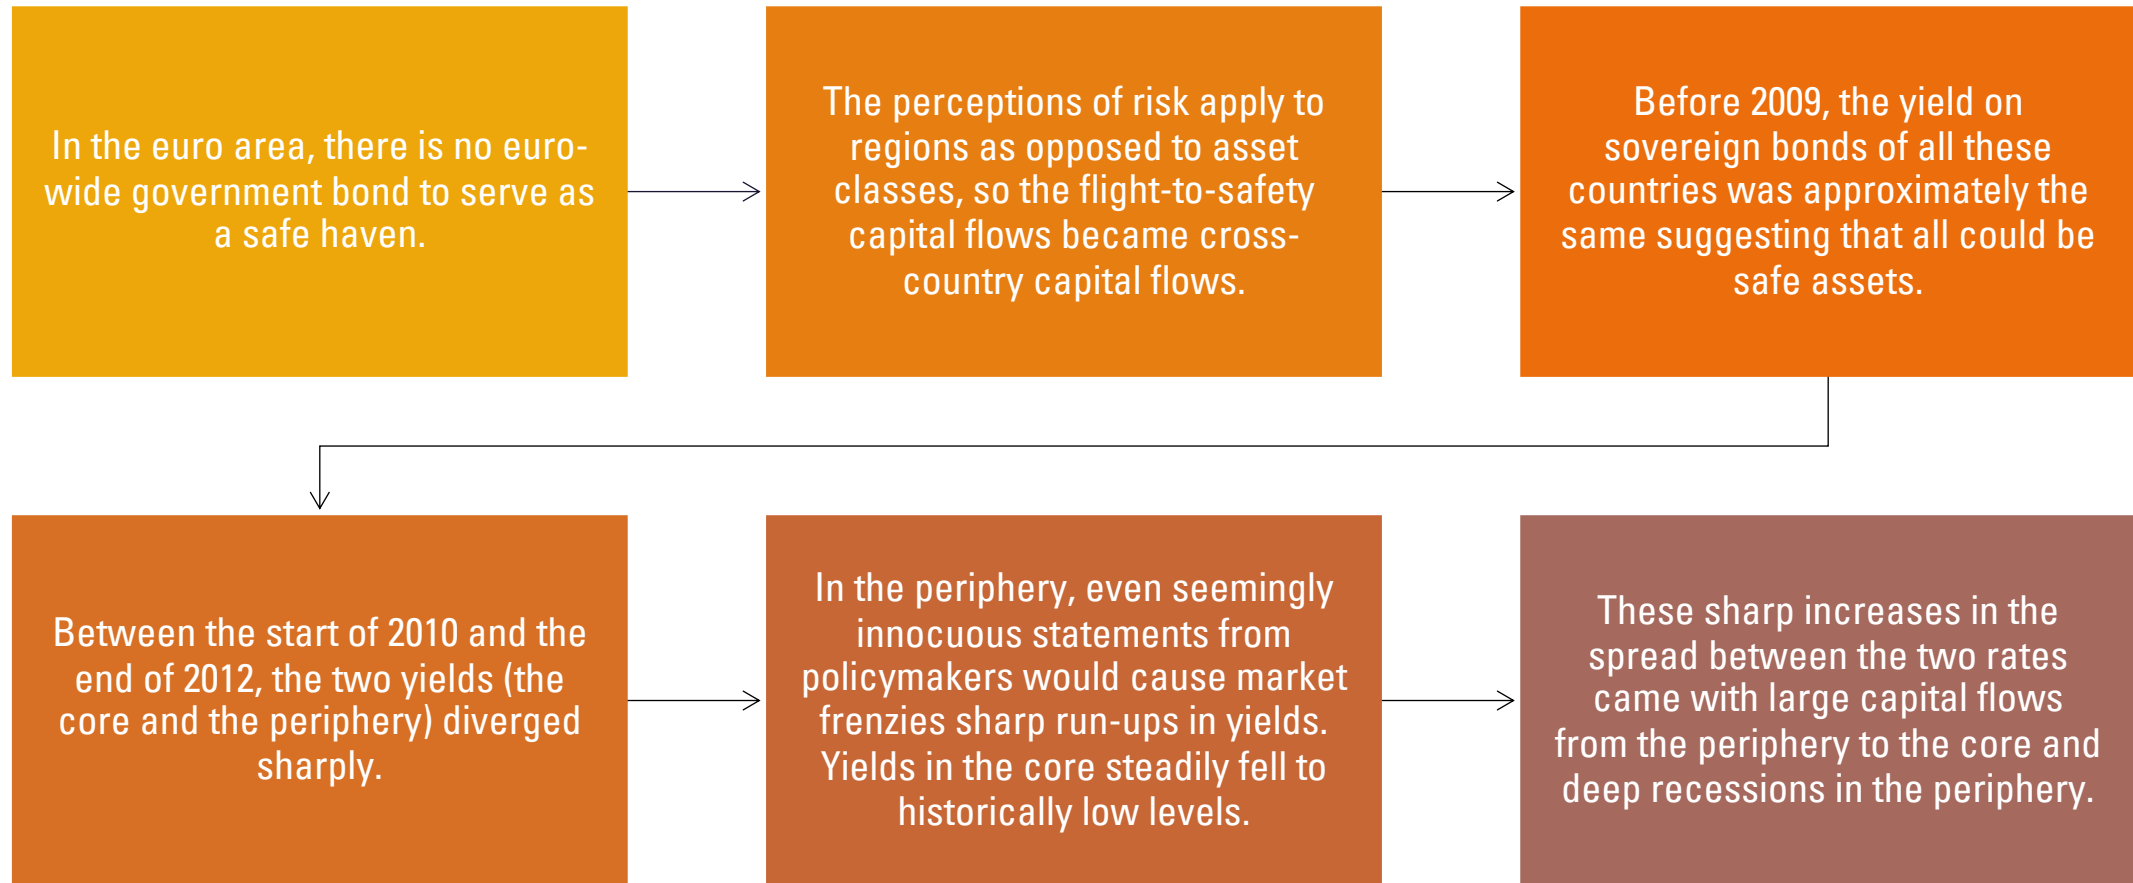 In the euro area, there is no euro-
wide government bond to serve as
a safe haven.
The perceptions of risk apply to
regions as opposed to asset
classes, so the flight-to-safety
capital flows became cross-
country capital flows.
Before 2009, the yield on
sovereign bonds of all these
countries was approximately the
same suggesting that all could be
safe assets.
Between the start of 2010 and the
end of 2012, the two yields (the
core and the periphery) diverged
sharply.
In the periphery, even seemingly
innocuous statements from
policymakers would cause market
frenzies sharp run-ups in yields.
Yields in the core steadily fell to
historically low levels.
These sharp increases in the
spread between the two rates
came with large capital flows
from the periphery to the core and
deep recessions in the periphery.